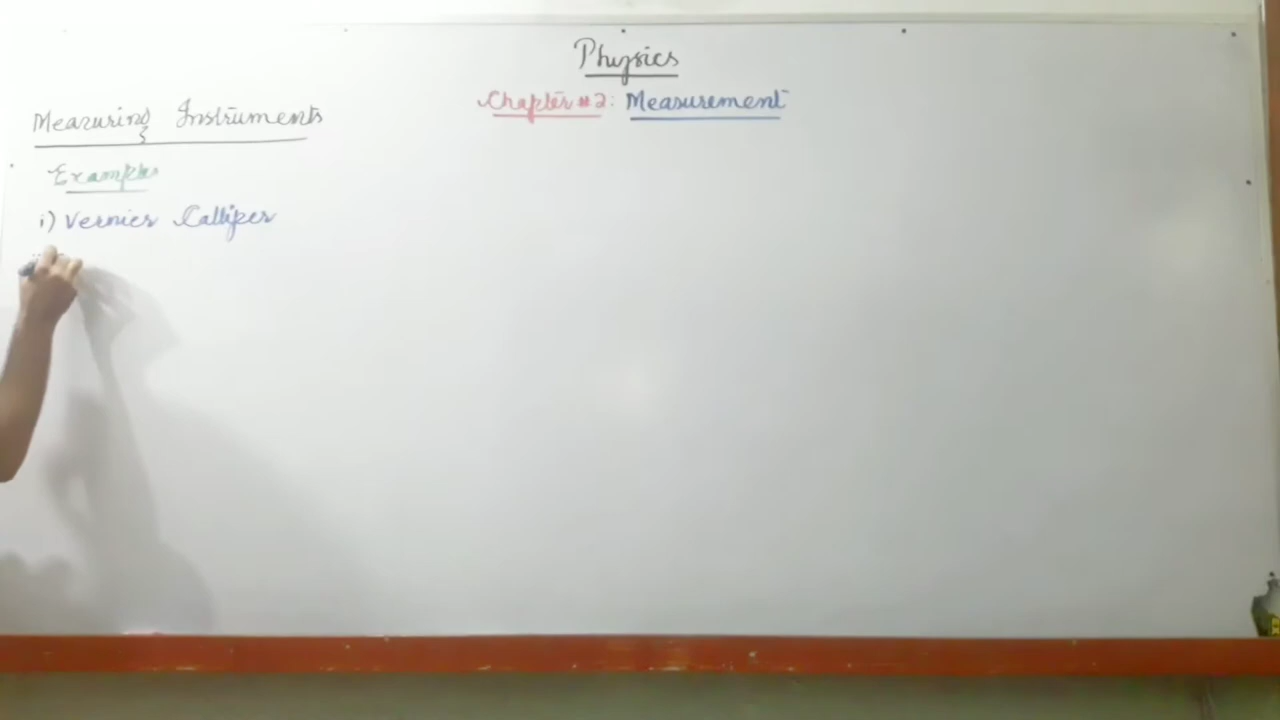 Physics
Chapter #2: Measurement
Measuring Instruments
Examples
i) Vernier Calliper